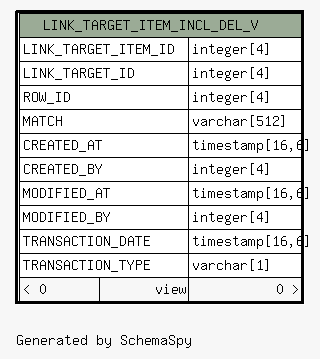 LINK_TARGET_ITEM_INCL_DEL_V
LINK_TARGET_ITEM_ID integer[4]
LINK_TARGET_ID integer[4]
ROW_ID integer[4]
MATCH varchar[512]
CREATED_AT timestamp[16,6]
CREATED_BY integer[4]
MODIFIED_AT timestamp[16,6]
MODIFIED_BY integer[4]
TRANSACTION_DATE timestamp[16,6]
TRANSACTION_TYPE varchar[1]
< 0 view 0 >
Generated by SchemaSpy